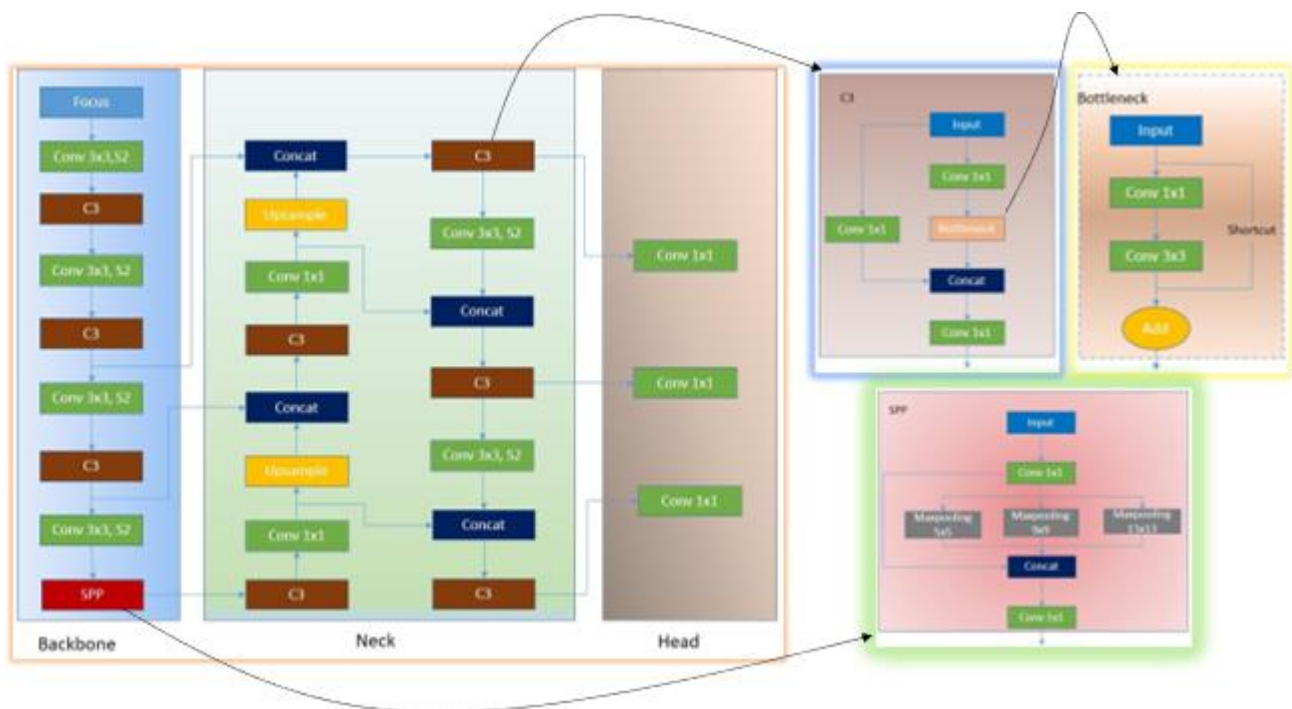 Focus
Conv 3x3,S2
C3
Conv 3x3, S2
C3
Conv 3x3, S2
C3
Conv 3x3, S2
SPP
Backbone
Concat
Upsample
Conv 1x1
C3
Concat
Upsample
Conv 1x1
C3
C3
Conv 3x3, S2
Concat
C3
Conv 3x3, S2
Concat
C3
Neck
Conv 1x1
Conv 1x1
Conv 1x1
Head
C3
Input
Conv 1x1
Conv 1x1
Bottleneck
Concat
Conv 1x1
Bottleneck
Input
Conv 1x1
Shortcut
Conv 3x3
Add
SPP
Input
Conv 1x1
Maxpooling
5x5
Maxpooling
9x9
Maxpooling
13x13
Concat
Conv 1x1